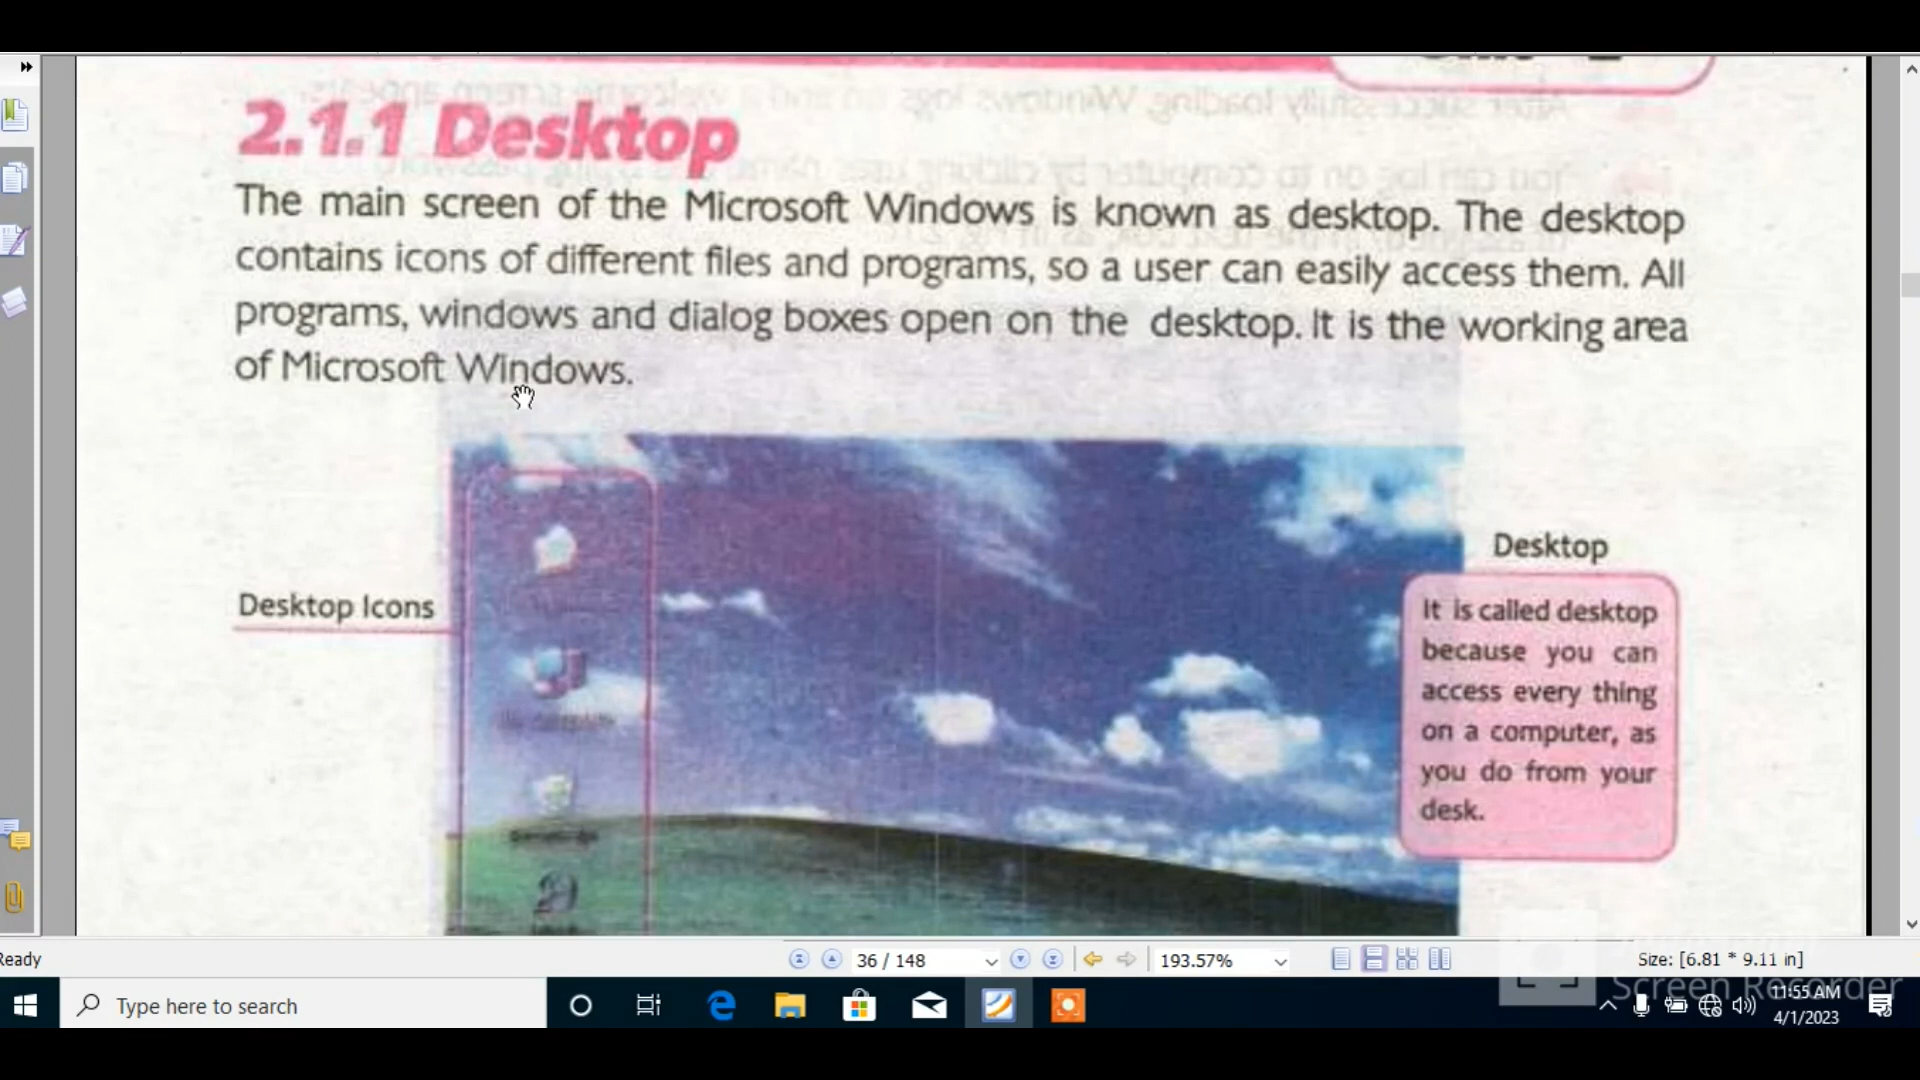 2.1.1 Desktop
The main screen of the Microsoft Windows is known as desktop. The desktop
contains icons of different files and programs, so a user can easily access them. All
programs, windows and dialog boxes open on the desktop. It is the working area
of Microsoft Windows.
Desktop Icons
Desktop
It is called desktop
because you can
access every thing
on a computer, as
you do from your
desk.
Ready
36 / 148
193.57%
Size: [6.81 * 9.11 in]
Screen Recorder
Type here to search
11:55 AM
4/1/2023